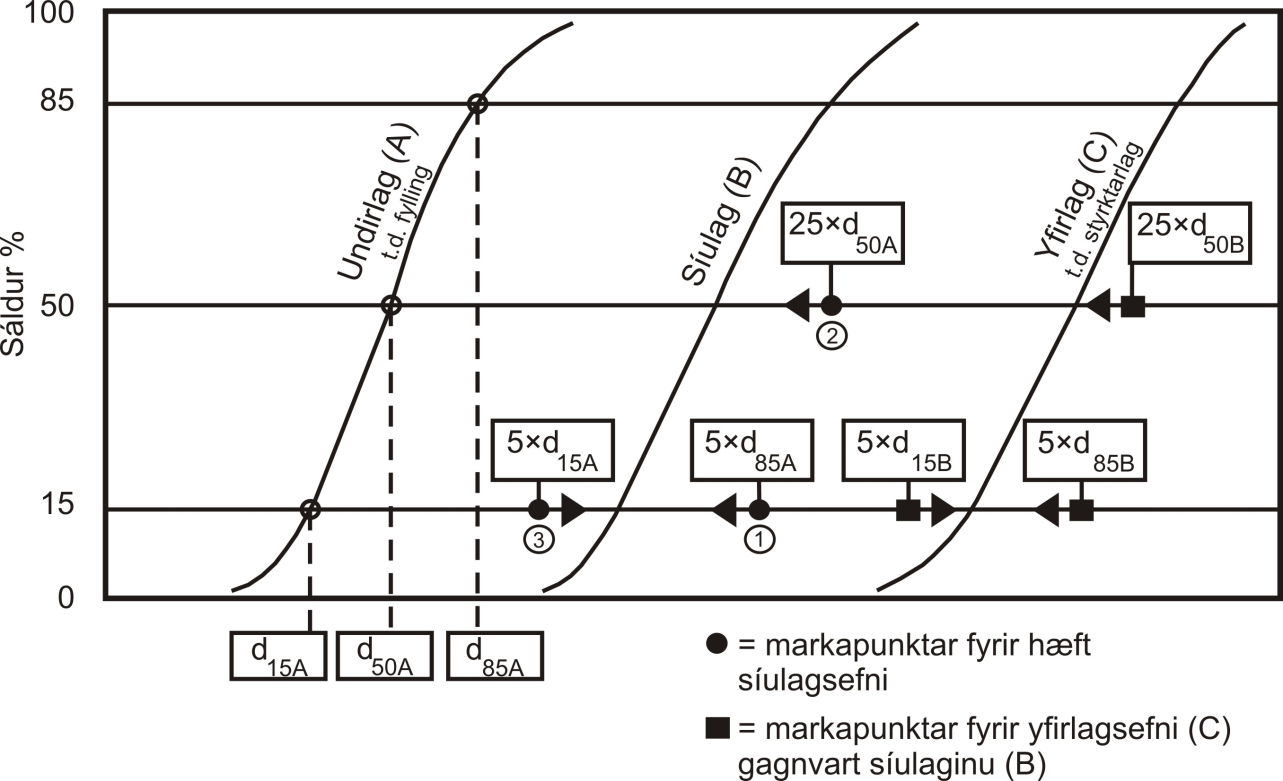 100
85
50
15
0
Sáldur %
Undirlag (A)
t.d. fylling
Síulag (B)
Yfirlag (C)
t.d. styrktarlag
25×d50A
25×d50B
5×d15A
5×d85A
5×d15B
5×d85B
2
3
1
d15A
d50A
d85A
= markapunktar fyrir hæft
síulagsefni
= markapunktar fyrir yfirlagsefni (C)
gagnvart síulaginu (B)